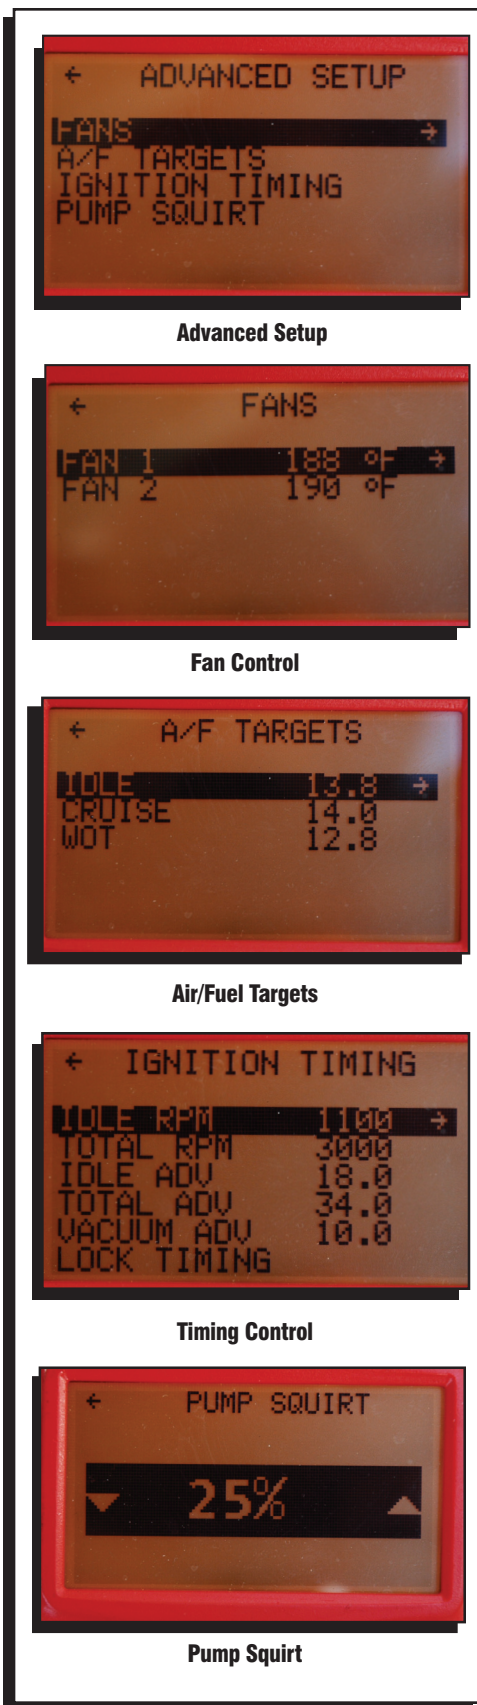 ← ADVANCED SETUP
FANS →
A/F TARGETS
IGNITION TIMING
PUMP SQUIRT
Advanced Setup
← FANS
FAN 1 188 °F →
FAN 2 190 °F
Fan Control
← A/F TARGETS
IDLE 13.8 →
CRUISE 14.0
WOT 12.8
Air/Fuel Targets
← IGNITION TIMING
IDLE RPM 1100 →
TOTAL RPM 3000
IDLE ADV 18.0
TOTAL ADV 34.0
VACUUM ADV 10.0
LOCK TIMING
Timing Control
← PUMP SQUIRT
▼ 25% ▲
Pump Squirt